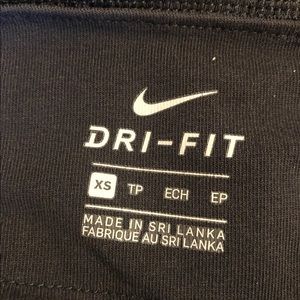 DRI-FIT
XS TP ECH EP
MADE IN SRI LANKA
FABRIQUE AU SRI LANKA